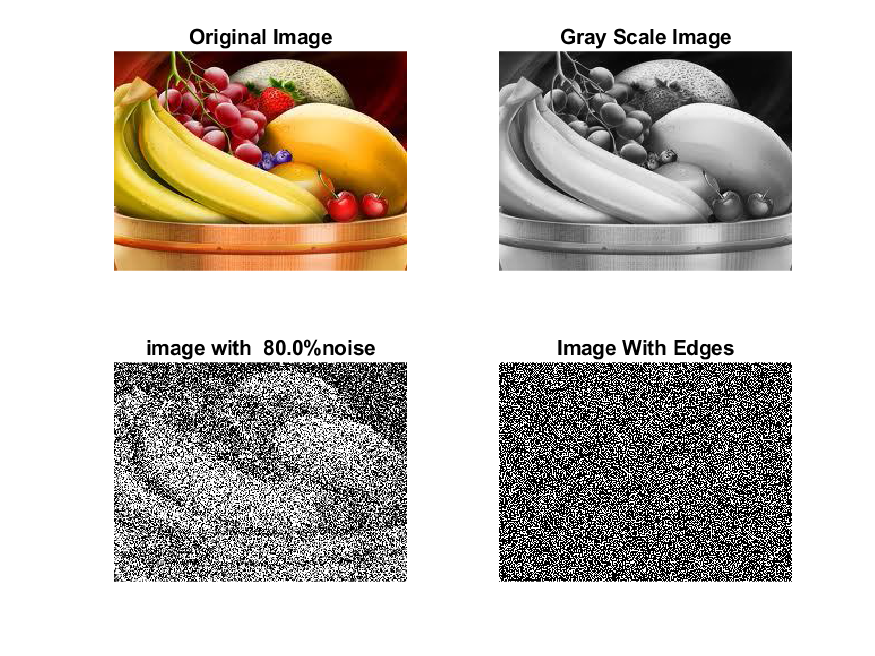 Original Image
Gray Scale Image
image with  80.0%noise
Image With Edges